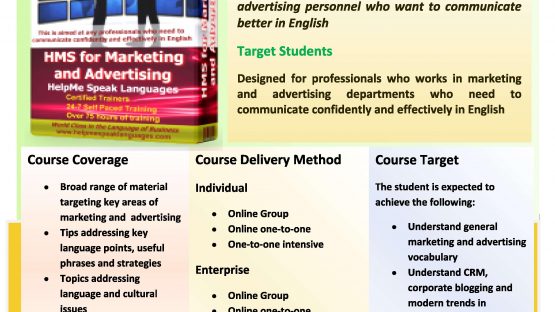 This is aimed at any professionals who need to
communicate confidently and effectively in English
HMS for Marketing
and Advertising
HelpMe Speak Languages
Certified Trainers
24-7 Self Paced Training
Over 75 hours of training
World Class in the Language of Business
www.helpmespeaklanguages.com
HMS for Mar
and Adverti
advertising personnel who want to communicate
better in English
Target Students
Designed for professionals who works in marketing
and advertising departments who need to
communicate confidently and effectively in English
Course Coverage
• Broad range of material
targeting key areas of
marketing and advertising
• Tips addressing key
language points, useful
phrases and strategies
• Topics addressing
language and cultural
issues
Course Delivery Method
Individual
• Online Group
• Online one-to-one
• One-to-one intensive
Enterprise
• Online Group
• Online one-to-one
Course Target
The student is expected to
achieve the following:
• Understand general
marketing and advertising
vocabulary
• Understand CRM,
corporate blogging and
modern trends in